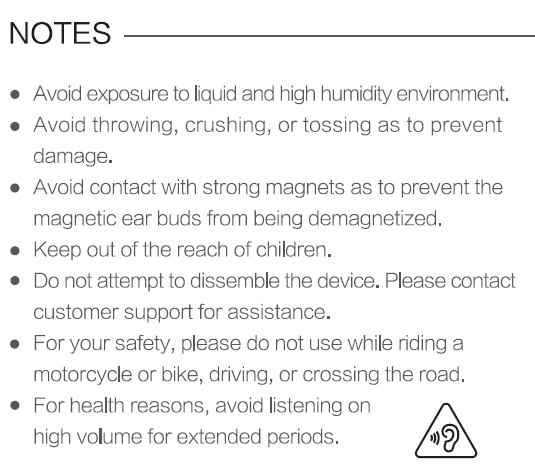 NOTES
● Avoid exposure to liquid and high humidity environment.
● Avoid throwing, crushing, or tossing as to prevent
damage.
● Avoid contact with strong magnets as to prevent the
magnetic ear buds from being demagnetized.
● Keep out of the reach of children.
● Do not attempt to dissemble the device. Please contact
customer support for assistance.
● For your safety, please do not use while riding a
motorcycle or bike, driving, or crossing the road.
● For health reasons, avoid listening on
high volume for extended periods.